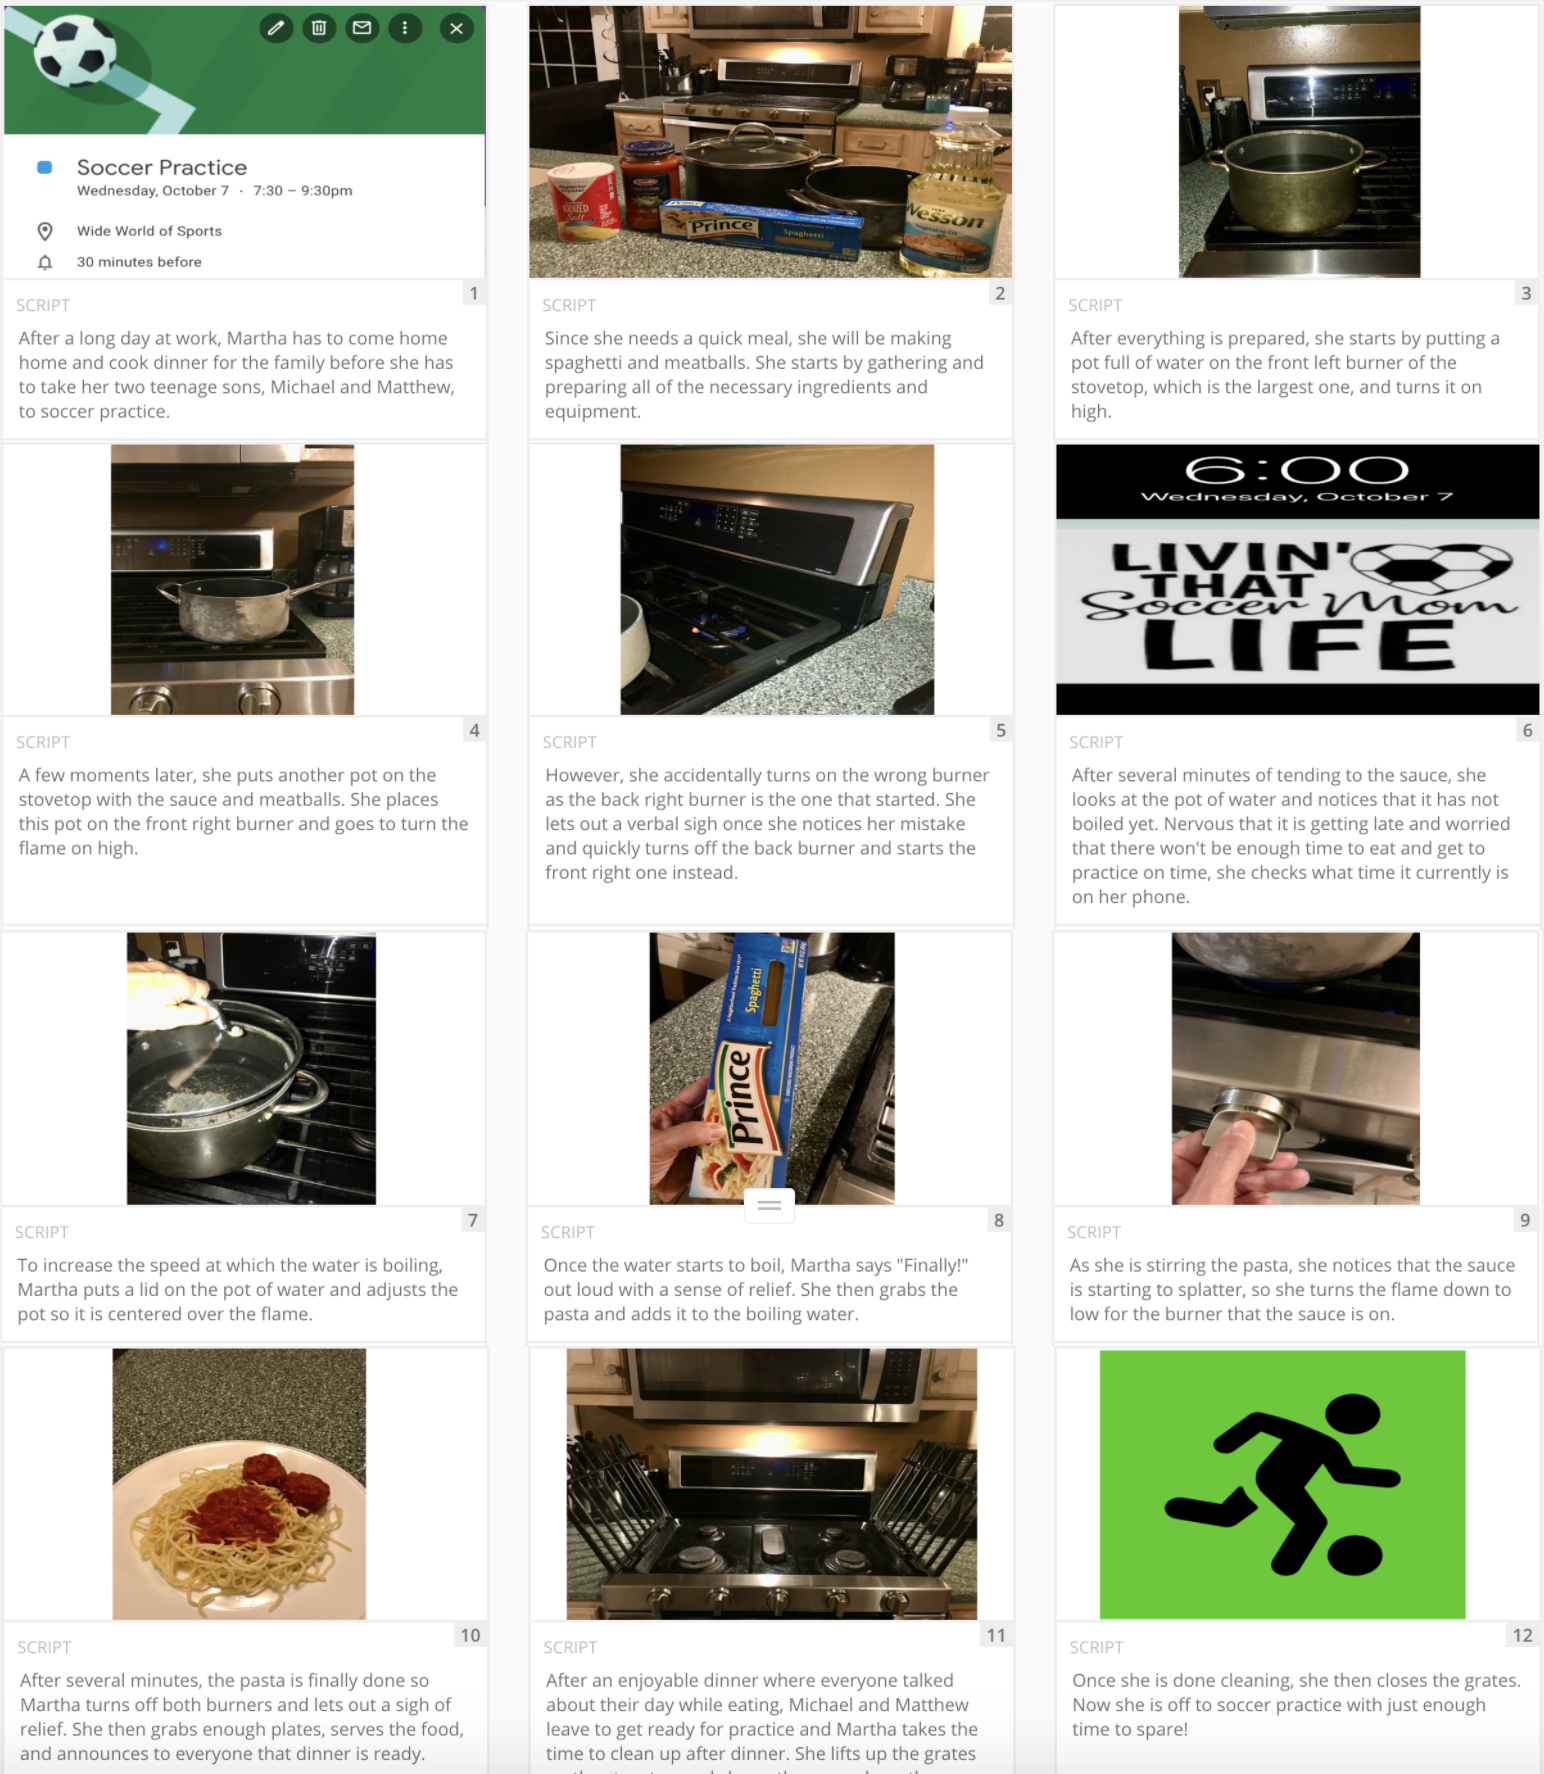 Soccer Practice
Wednesday, October 7 · 7:30 – 9:30pm
Wide World of Sports
30 minutes before
1
SCRIPT
After a long day at work, Martha has to come home
home and cook dinner for the family before she has
to take her two teenage sons, Michael and Matthew,
to soccer practice.
IODIZED
Salt
Prince
Spaghetti
Wesson
2
SCRIPT
Since she needs a quick meal, she will be making
spaghetti and meatballs. She starts by gathering and
preparing all of the necessary ingredients and
equipment.
3
SCRIPT
After everything is prepared, she starts by putting a
pot full of water on the front left burner of the
stovetop, which is the largest one, and turns it on
high.
4
SCRIPT
A few moments later, she puts another pot on the
stovetop with the sauce and meatballs. She places
this pot on the front right burner and goes to turn the
flame on high.
5
SCRIPT
However, she accidentally turns on the wrong burner
as the back right burner is the one that started. She
lets out a verbal sigh once she notices her mistake
and quickly turns off the back burner and starts the
front right one instead.
6:00
Wednesday, October 7
LIVIN'
THAT
Soccer Mom
LIFE
6
SCRIPT
After several minutes of tending to the sauce, she
looks at the pot of water and notices that it has not
boiled yet. Nervous that it is getting late and worried
that there won't be enough time to eat and get to
practice on time, she checks what time it currently is
on her phone.
7
SCRIPT
To increase the speed at which the water is boiling,
Martha puts a lid on the pot of water and adjusts the
pot so it is centered over the flame.
Spaghetti
Prince
8
SCRIPT
Once the water starts to boil, Martha says "Finally!"
out loud with a sense of relief. She then grabs the
pasta and adds it to the boiling water.
9
SCRIPT
As she is stirring the pasta, she notices that the sauce
is starting to splatter, so she turns the flame down to
low for the burner that the sauce is on.
10
SCRIPT
After several minutes, the pasta is finally done so
Martha turns off both burners and lets out a sigh of
relief. She then grabs enough plates, serves the food,
and announces to everyone that dinner is ready.
11
SCRIPT
After an enjoyable dinner where everyone talked
about their day while eating, Michael and Matthew
leave to get ready for practice and Martha takes the
time to clean up after dinner. She lifts up the grates
12
SCRIPT
Once she is done cleaning, she then closes the grates.
Now she is off to soccer practice with just enough
time to spare!